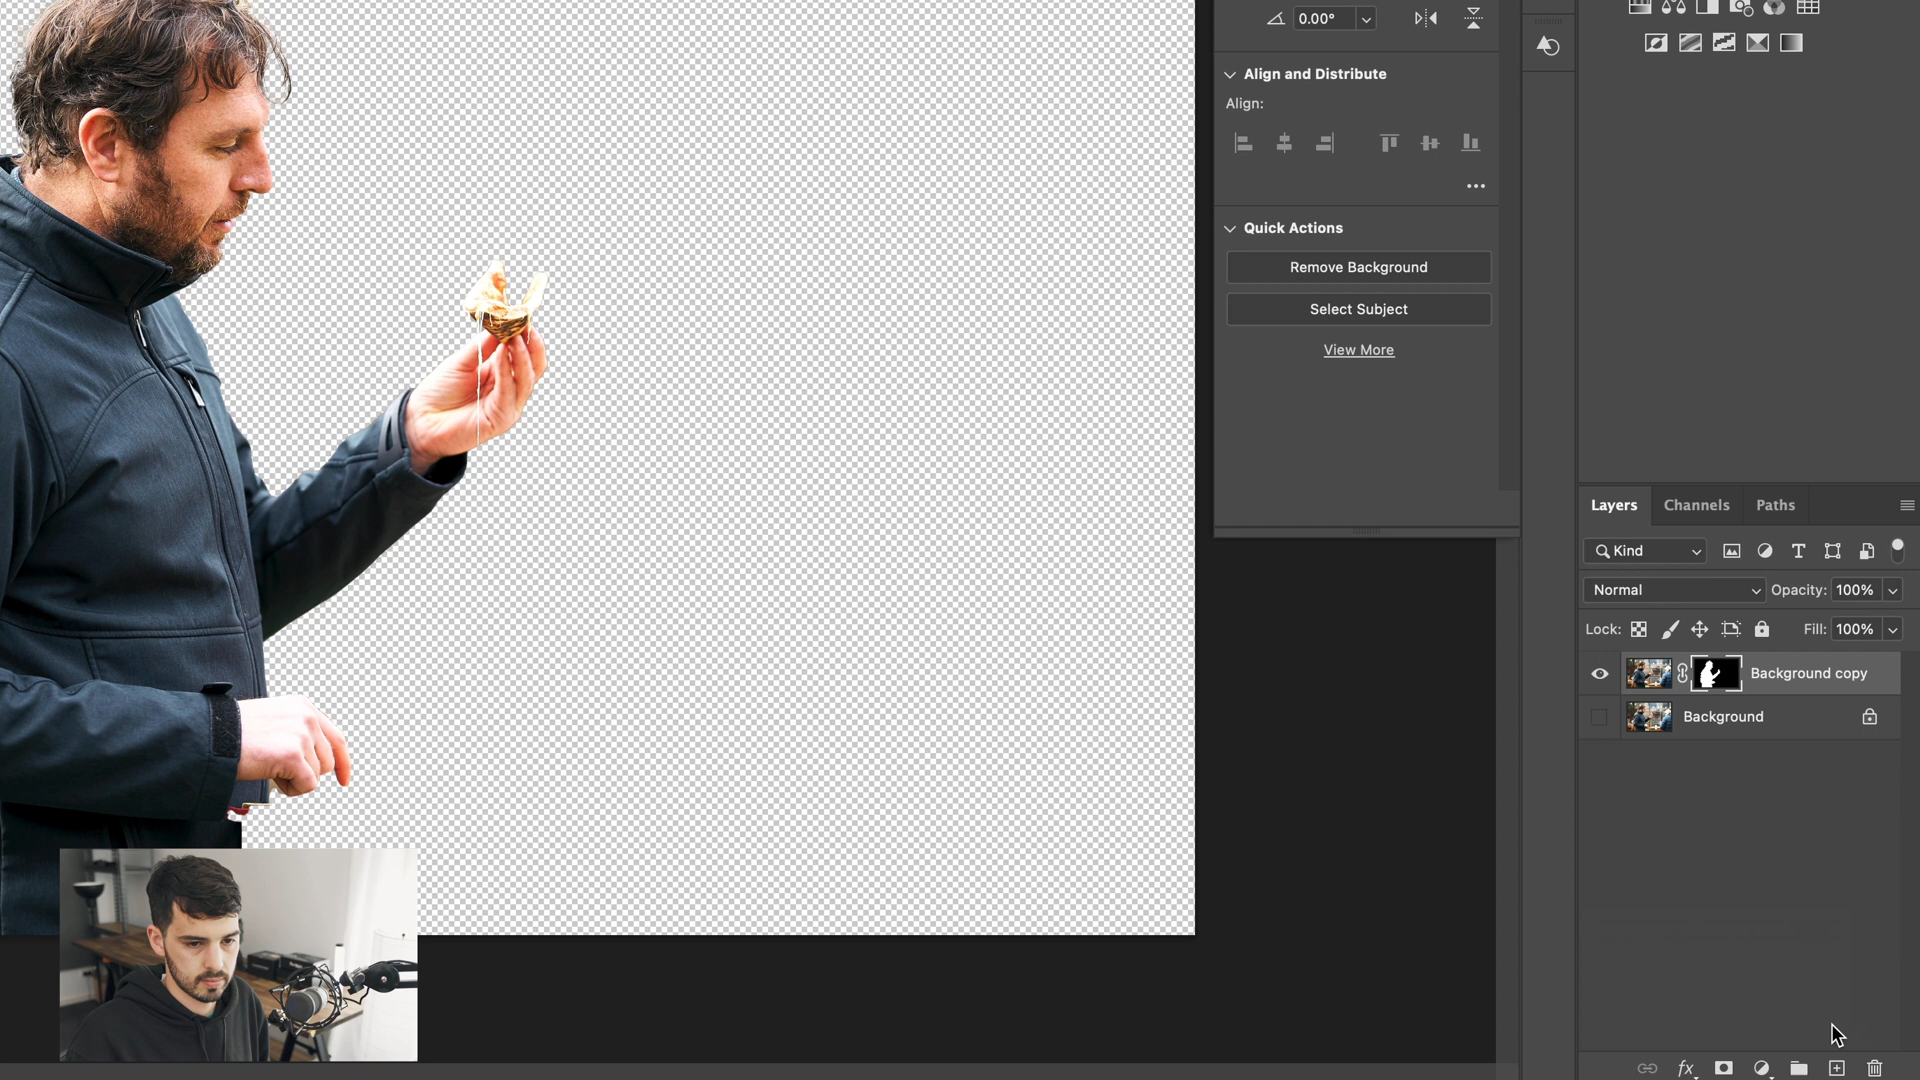 0.00°
Align and Distribute
Align:
Quick Actions
Remove Background
Select Subject
View More
Layers Channels Paths
Kind
Normal Opacity: 100%
Lock: Fill: 100%
Background copy
Background
fx